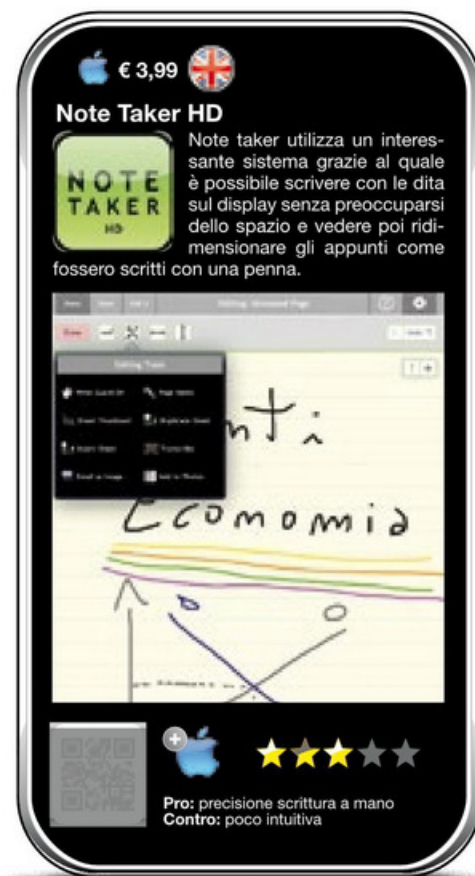 € 3,99
Note Taker HD
NOTE
TAKER
HD
Note taker utilizza un interes-
sante sistema grazie al quale
è possibile scrivere con le dita
sul display senza preoccuparsi
dello spazio e vedere poi ridi-
mensionare gli appunti come
fossero scritti con una penna.
Economia
Pro: precisione scrittura a mano
Contro: poco intuitiva